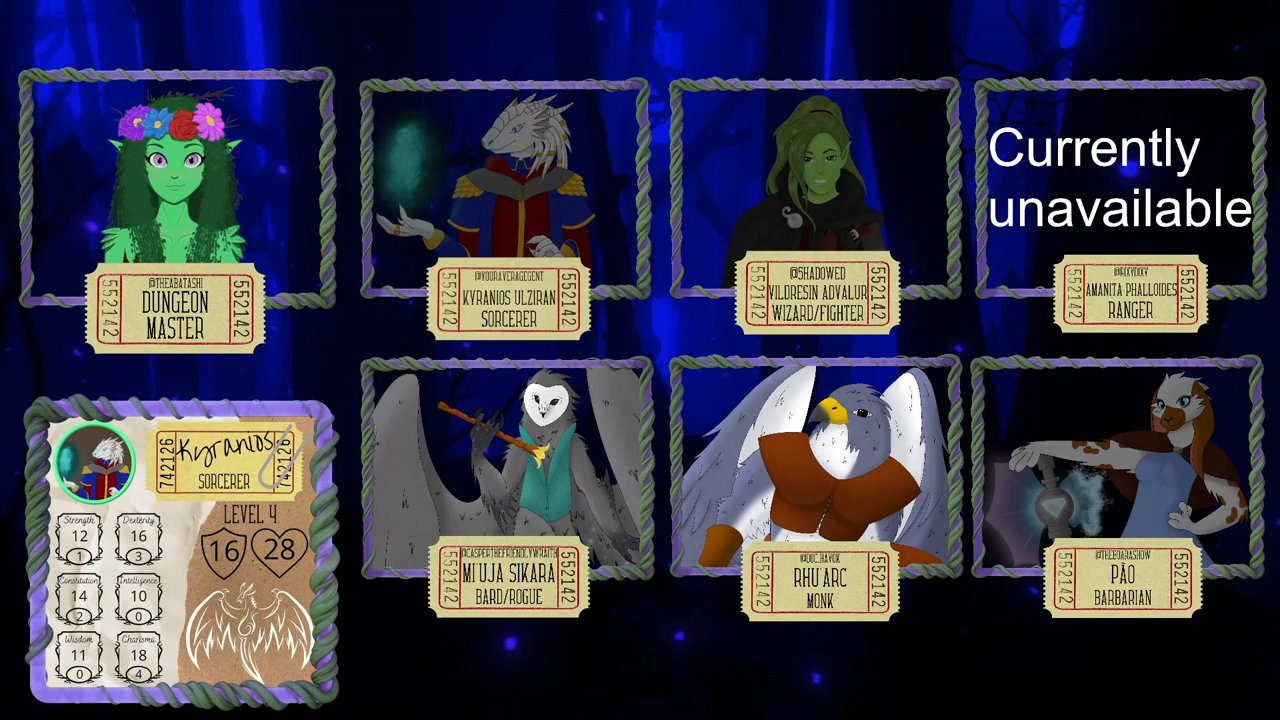 @THEABATASHI
DUNGEON
MASTER
552142
552142
@YOURAVERAGEGENT
KYRANIOS ULZIRAN
SORCERER
552142
552142
@SHADOWED
VILDRESIN ADVALUR
WIZARD/FIGHTER
552142
552142
Currently
unavailable
AMANITA PHALLOIDES
RANGER
552142
552142
Kyranios
SORCERER
742126
742126
LEVEL 4
16
28
Strength
12
1
Dexterity
16
3
Constitution
14
2
Intelligence
10
0
Wisdom
11
0
Charisma
18
4
@CASPERTHEFRIENDLYWRAITH
MI'UJA SIKARA
BARD/ROGUE
552142
552142
@DOC_HAVOK
RHU'ARC
MONK
552142
552142
@THEBOABASHOW
PÃO
BARBARIAN
552142
552142